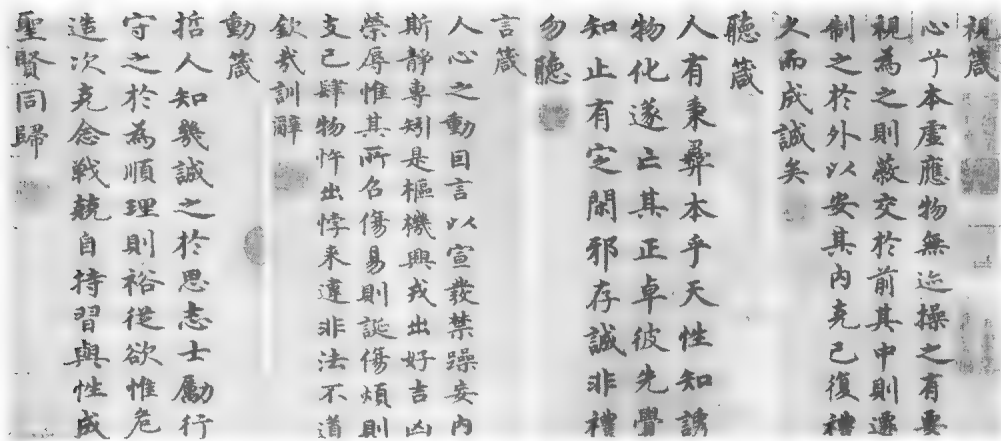 視箴
心兮本虛應物無迹操之有要
視為之則蔽交於前其中則遷
制之於外以安其内克己復禮
久而成誠矣
聽箴
人有秉彝本乎天性知誘
物化遂亡其正卓彼先覺
知止有定閑邪存誠非禮
勿聽
言箴
人心之動因言以宣發禁躁妄内
斯靜專矧是樞機興戎出好吉凶
榮辱惟其所召傷易則誕傷煩則
支己肆物忤出悖来違非法不道
欽哉訓辭
動箴
哲人知幾誠之於思志士勵行
守之於為順理則裕從欲惟危
造次克念戰兢自持習與性成
聖賢同歸